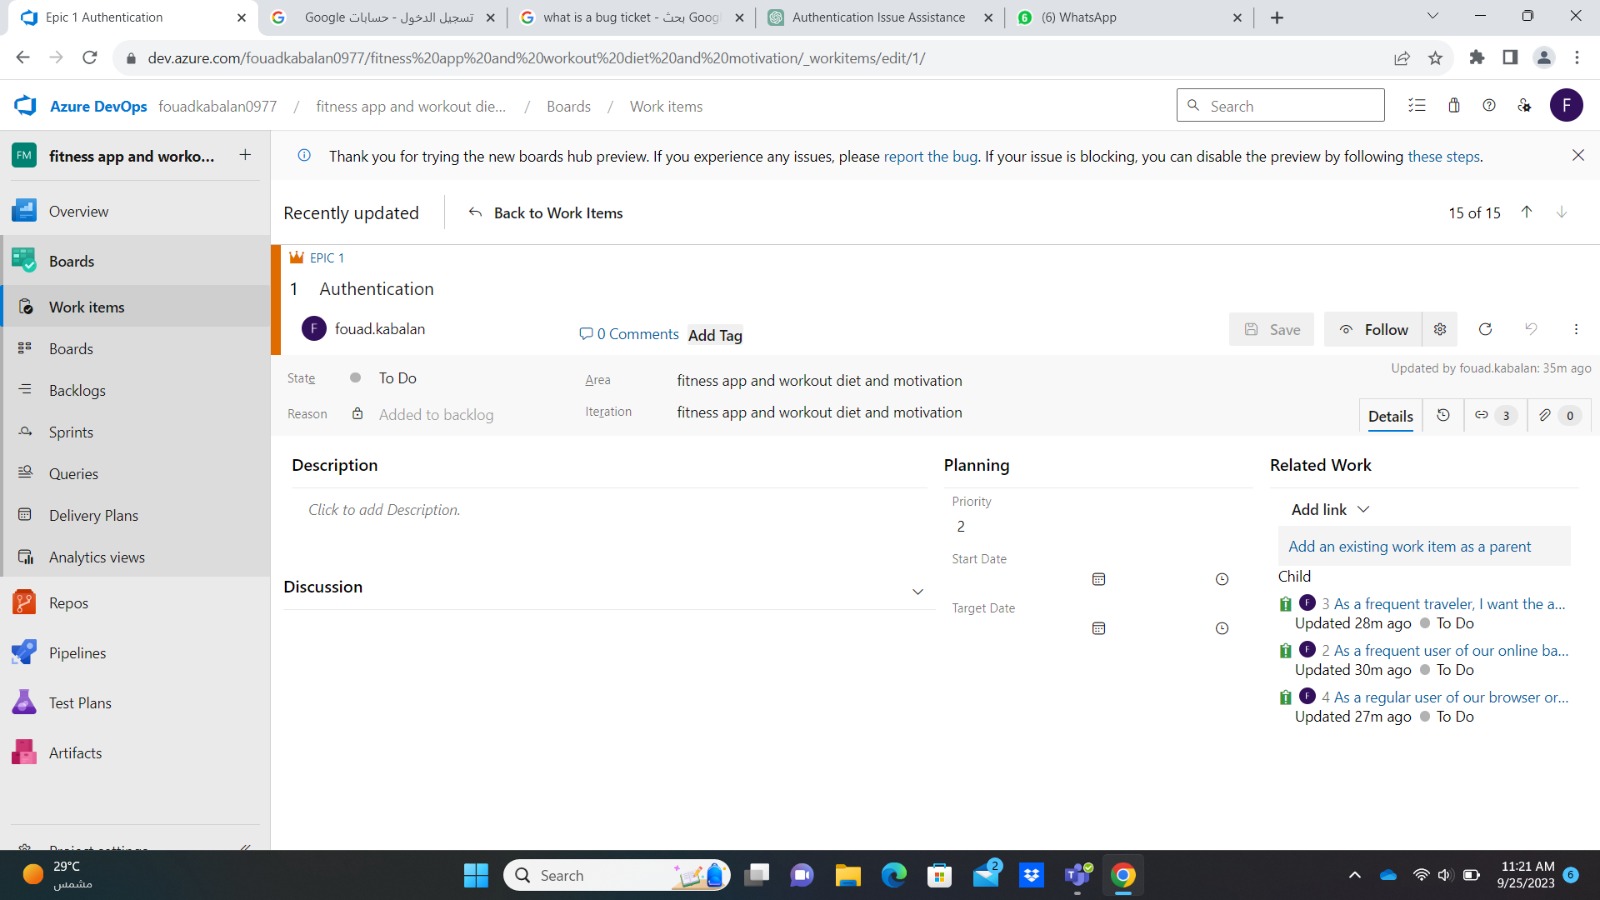 Epic 1 Authentication
تسجيل الدخول - حسابات Google
what is a bug ticket - بحث Goog
Authentication Issue Assistance
(6) WhatsApp
dev.azure.com/fouadkabalan0977/fitness%20app%20and%20workout%20diet%20and%20motivation/_workitems/edit/1/
Azure DevOps fouadkabalan0977 / fitness app and workout die... / Boards / Work items
Search
F
FM fitness app and worko... +
Thank you for trying the new boards hub preview. If you experience any issues, please report the bug. If your issue is blocking, you can disable the preview by following these steps.
Overview
Boards
Work items
Boards
Backlogs
Sprints
Queries
Delivery Plans
Analytics views
Repos
Pipelines
Test Plans
Artifacts
Recently updated
Back to Work Items
15 of 15
EPIC 1
1 Authentication
F fouad.kabalan
0 Comments
Add Tag
Save
Follow
State To Do
Reason Added to backlog
Area fitness app and workout diet and motivation
Iteration fitness app and workout diet and motivation
Updated by fouad.kabalan: 35m ago
Details
3
0
Description
Click to add Description.
Discussion
Planning
Priority
2
Start Date
Target Date
Related Work
Add link
Add an existing work item as a parent
Child
F 3 As a frequent traveler, I want the a...
Updated 28m ago To Do
F 2 As a frequent user of our online ba...
Updated 30m ago To Do
F 4 As a regular user of our browser or...
Updated 27m ago To Do
29°C
مشمس
Search
2
11:21 AM
9/25/2023
6